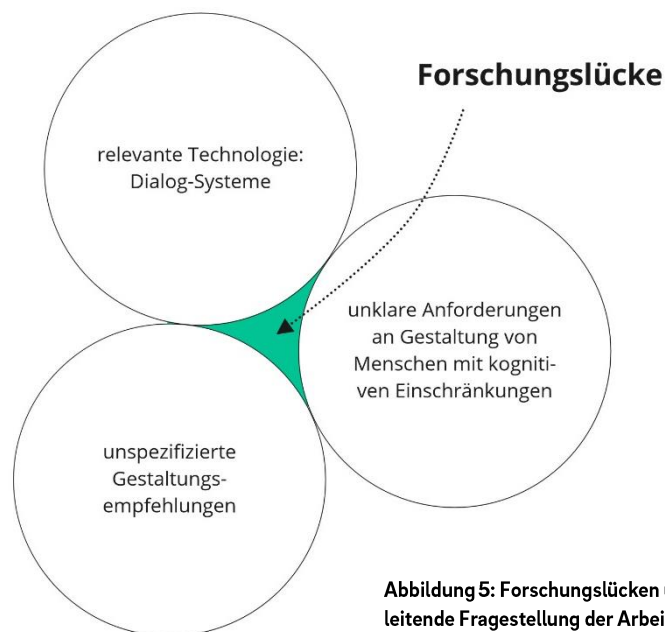 Forschungslücke
relevante Technologie:
Dialog-Systeme
unklare Anforderungen
an Gestaltung von
Menschen mit kogniti-
ven Einschränkungen
unspezifizierte
Gestaltungs-
empfehlungen
Abbildung 5: Forschungslücken
leitende Fragestellung der Arbei